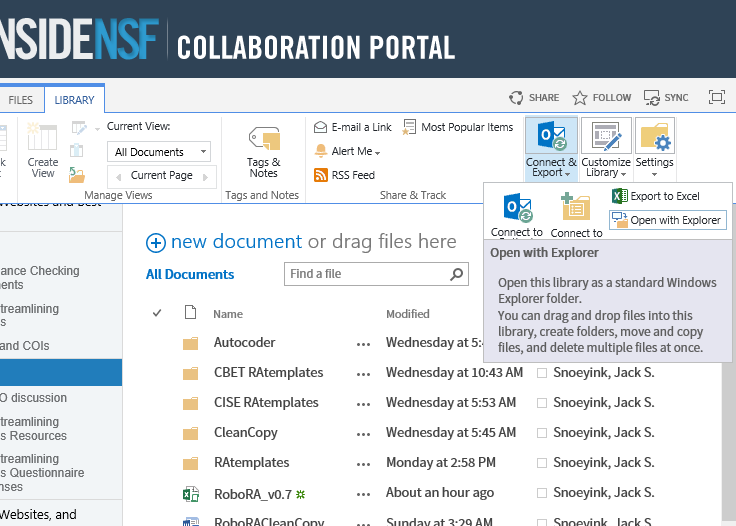 NSIDENSF COLLABORATION PORTAL
FILES LIBRARY SHARE FOLLOW SYNC
Create
View
Current View:
All Documents
Current Page
Manage Views
Tags &
Notes
Tags and Notes
E-mail a Link Most Popular Items
Alert Me
RSS Feed
Share & Track
Connect &
Export
Customize
Library
Settings
Connect to
Connect to
Export to Excel
Open with Explorer
Open with Explorer
Open this library as a standard Windows
Explorer folder.
You can drag and drop files into this
library, create folders, move and copy
files, and delete multiple files at once.
Websites and Best
ance Checking
ents
treamlining
s
and COIs
O discussion
treamlining
s Resources
treamlining
s Questionnaire
nses
Websites, and
new document or drag files here
All Documents Find a file
Name Modified
Autocoder ... Wednesday at 5:4
CBET RAtemplates ... Wednesday at 10:43 AM Snoeyink, Jack S.
CISE RAtemplates ... Wednesday at 5:53 AM Snoeyink, Jack S.
CleanCopy ... Wednesday at 5:45 AM Snoeyink, Jack S.
RAtemplates ... Monday at 2:58 PM Snoeyink, Jack S.
RoboRA_v0.7 ... About an hour ago Snoeyink, Jack S.
RoboRACleanCopy ... Sunday at 3:29 AM Snoeyink, Jack S.